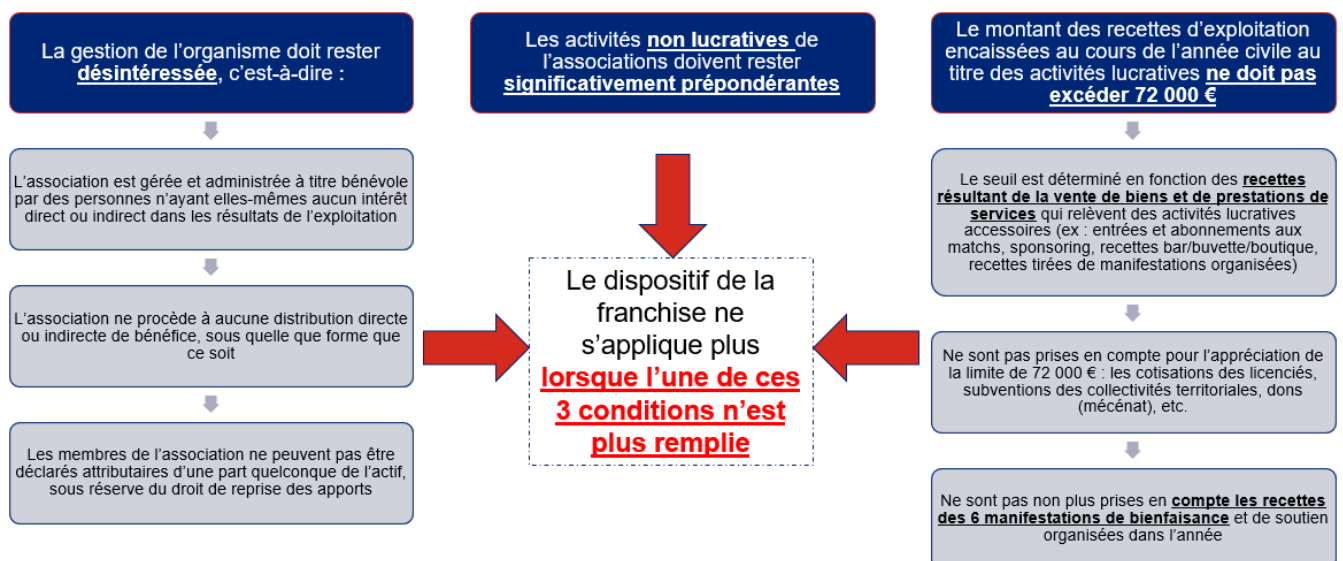 La gestion de l'organisme doit rester
désintéressée, c'est-à-dire :
L'association est gérée et administrée à titre bénévole
par des personnes n'ayant elles-mêmes aucun intérêt
direct ou indirect dans les résultats de l'exploitation
L'association ne procède à aucune distribution directe
ou indirecte de bénéfice, sous quelle que forme que
ce soit
Les membres de l'association ne peuvent pas être
déclarés attributaires d'une part quelconque de l'actif,
sous réserve du droit de reprise des apports
Les activités non lucratives de
l'associations doivent rester
significativement prépondérantes
Le dispositif de la
franchise ne
s'applique plus
lorsque l'une de ces
3 conditions n'est
plus remplie
Le montant des recettes d'exploitation
encaissées au cours de l'année civile au
titre des activités lucratives ne doit pas
excéder 72 000 €
Le seuil est déterminé en fonction des recettes
résultant de la vente de biens et de prestations de
services qui relèvent des activités lucratives
accessoires (ex : entrées et abonnements aux
matchs, sponsoring, recettes bar/buvette/boutique,
recettes tirées de manifestations organisées)
Ne sont pas prises en compte pour l'appréciation de
la limite de 72 000 € : les cotisations des licenciés,
subventions des collectivités territoriales, dons
(mécénat), etc.
Ne sont pas non plus prises en compte les recettes
des 6 manifestations de bienfaisance et de soutien
organisées dans l'année